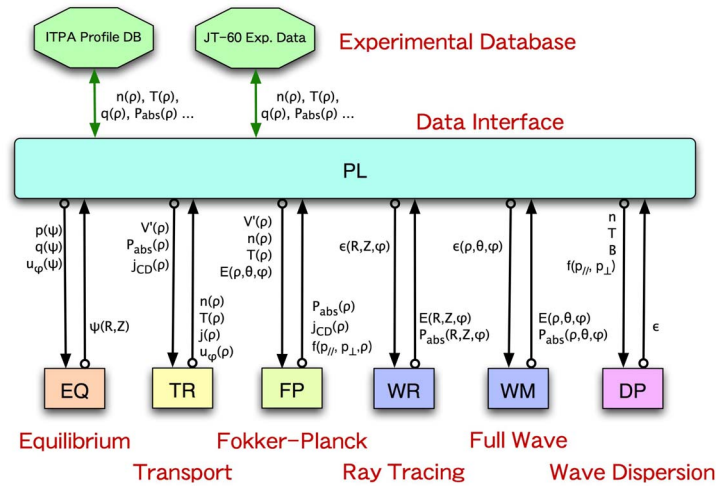 ITPA Profile DB
JT-60 Exp. Data
Experimental Database
n(ρ), T(ρ),
q(ρ), Pabs(ρ) ...
n(ρ), T(ρ),
q(ρ), Pabs(ρ) ...
Data Interface
PL
p(ψ)
q(ψ)
uφ(ψ)
ψ(R,Z)
V'(ρ)
Pabs(ρ)
jCD(ρ)
n(ρ)
T(ρ)
j(ρ)
uφ(ρ)
V'(ρ)
n(ρ)
T(ρ)
E(ρ,θ,φ)
Pabs(ρ)
jCD(ρ)
f(p//, p⊥,ρ)
ϵ(R,Z,φ)
E(R,Z,φ)
Pabs(R,Z,φ)
ϵ(ρ,θ,φ)
E(ρ,θ,φ)
Pabs(ρ,θ,φ)
n
T
B
f(p//, p⊥)
ϵ
EQ
TR
FP
WR
WM
DP
Equilibrium
Fokker-Planck
Full Wave
Transport
Ray Tracing
Wave Dispersion